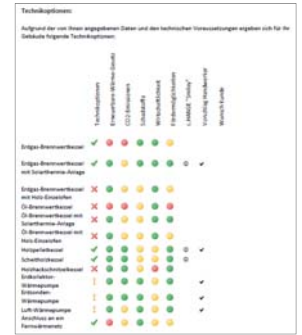 Technikoptionen:
Aufgrund der von Ihnen angegebenen Daten und den technischen Voraussetzungen ergeben sich für Ihr
Gebäude folgende Technikoptionen:
Technikoptionen
Erneuerbare-Wärme-Gesetz
CO2-Emissionen
Schadstoffe
Wirtschaftlichkeit
Fördermöglichkeiten
Vorschlag Handwerker
Wunsch Kunde
Erdgas-Brennwertkessel
Erdgas-Brennwertkessel
mit Solarthermie-Anlage
Erdgas-Brennwertkessel
mit Holz-Einzelofen
Öl-Brennwertkessel
Öl-Brennwertkessel mit
Solarthermie-Anlage
Öl-Brennwertkessel mit
Holz-Einzelofen
Holzpelletkessel
Scheitholzkessel
Holzhackschnitzelkessel
Erdkollektor-
Wärmepumpe
Erdsonden-
Wärmepumpe
Luft-Wärmepumpe
Anschluss an ein
Fernwärmenetz